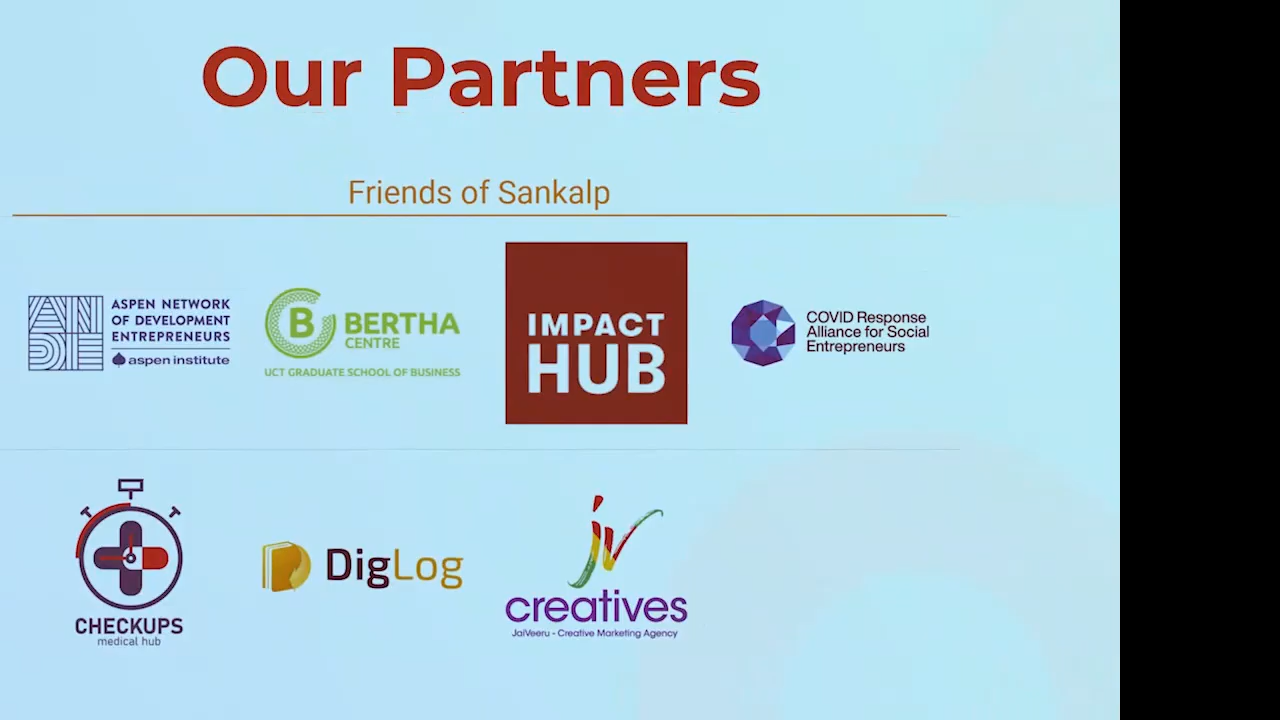 Our Partners
Friends of Sankalp
ASPEN NETWORK
OF DEVELOPMENT
ENTREPRENEURS
aspen institute
B BERTHA
CENTRE
UCT GRADUATE SCHOOL OF BUSINESS
IMPACT
HUB
COVID Response
Alliance for Social
Entrepreneurs
CHECKUPS
medical hub
DigLog
jv
creatives
JaiVeeru - Creative Marketing Agency